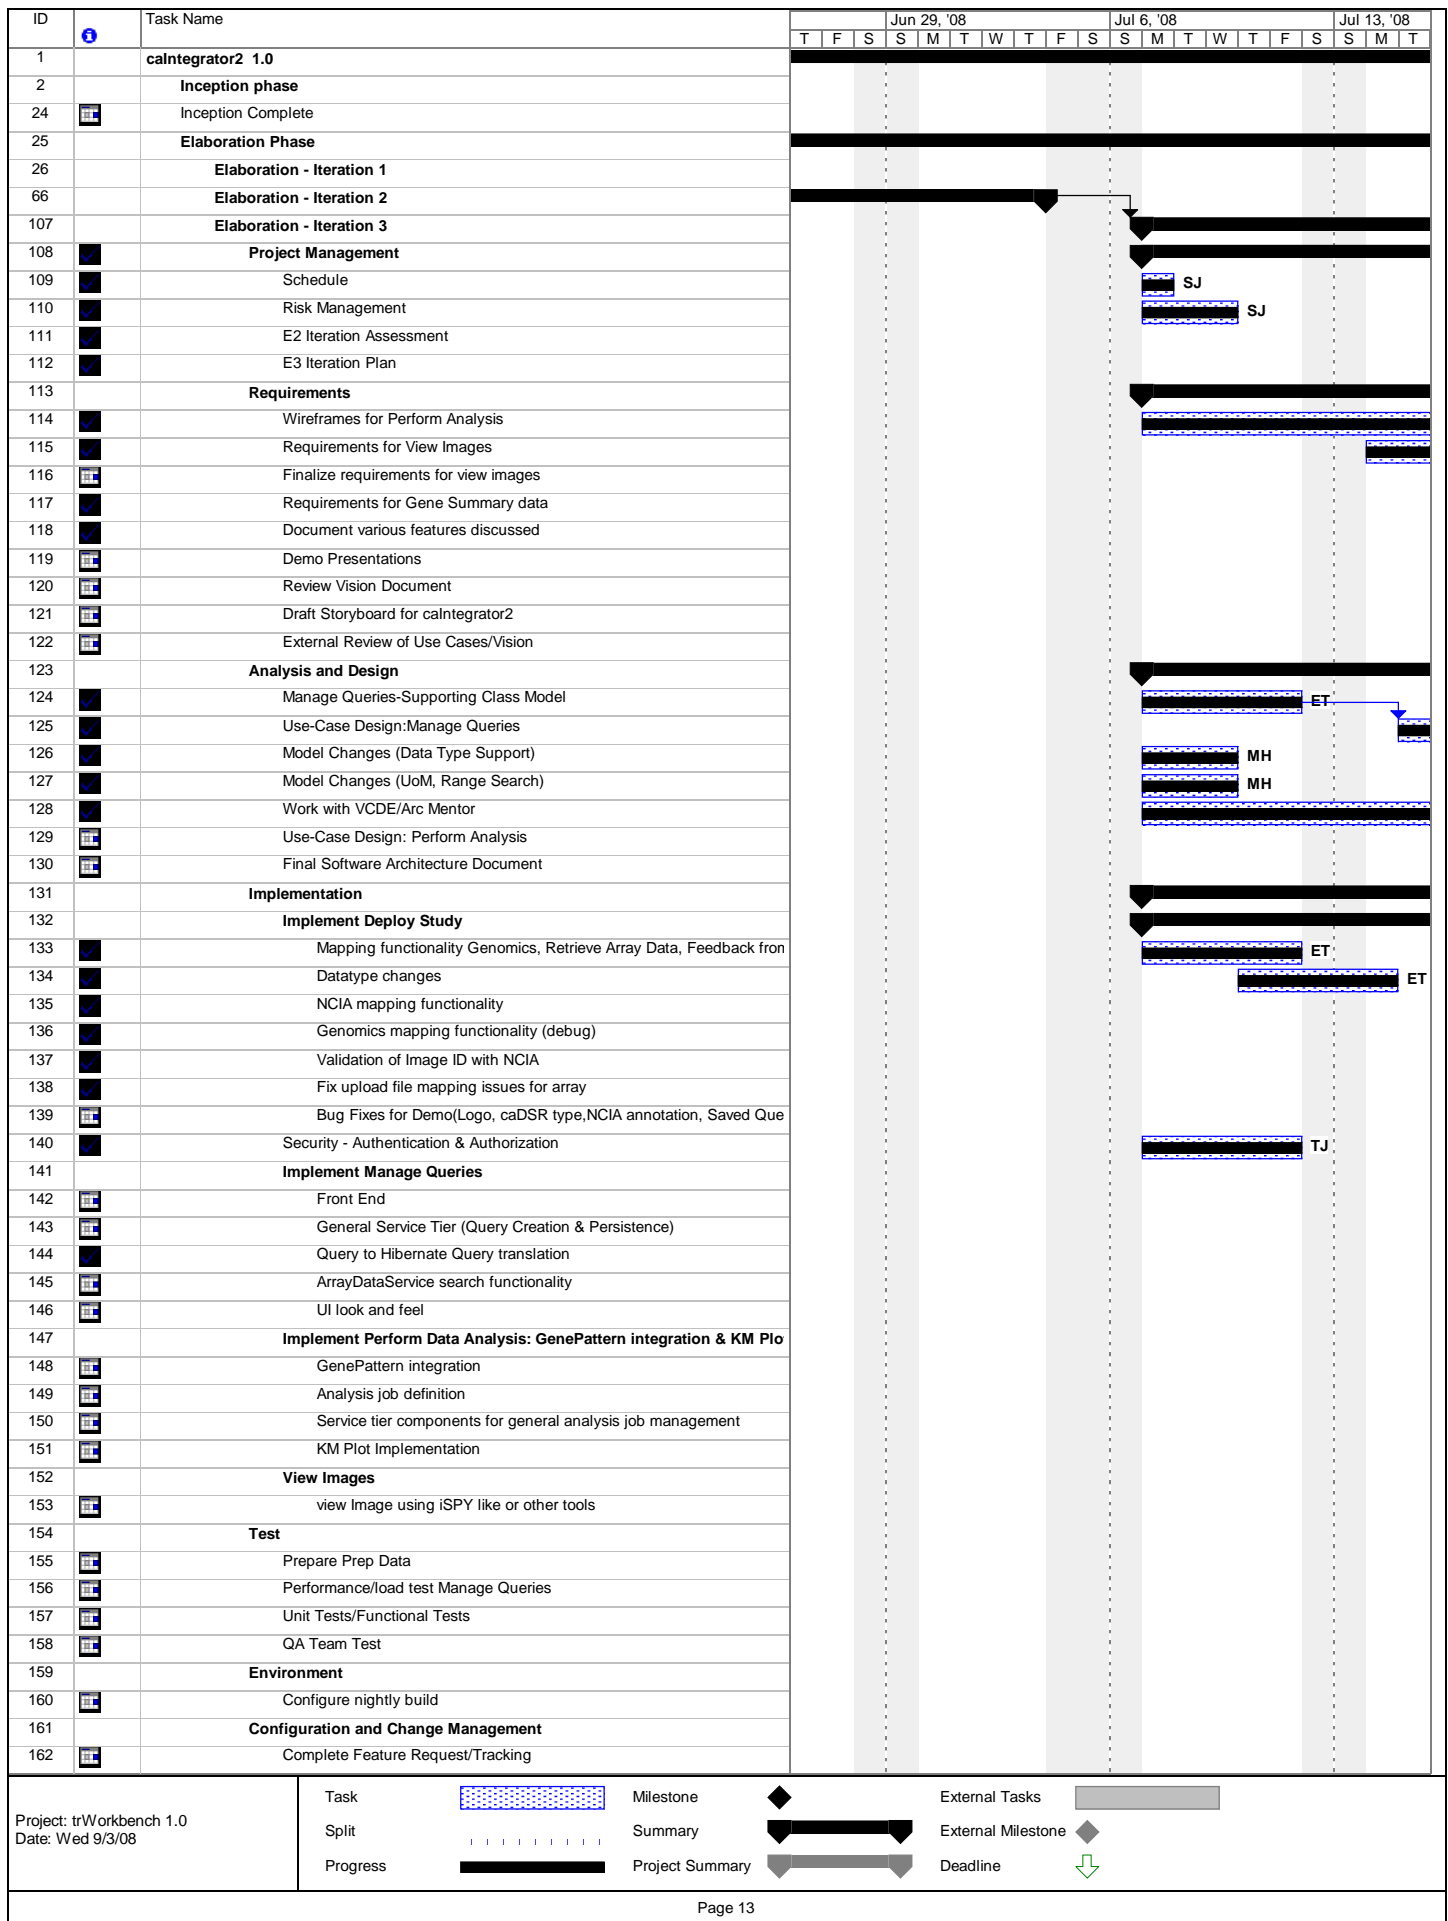 ID Task Name Jun 29, '08 Jul 6, '08 Jul 13, '08
T F S S M T W T F S S M T W T F S S M T
1 caIntegrator2 1.0
2 Inception phase
24 Inception Complete
25 Elaboration Phase
26 Elaboration - Iteration 1
66 Elaboration - Iteration 2
107 Elaboration - Iteration 3
108 Project Management
109 Schedule SJ
110 Risk Management SJ
111 E2 Iteration Assessment
112 E3 Iteration Plan
113 Requirements
114 Wireframes for Perform Analysis
115 Requirements for View Images
116 Finalize requirements for view images
117 Requirements for Gene Summary data
118 Document various features discussed
119 Demo Presentations
120 Review Vision Document
121 Draft Storyboard for caIntegrator2
122 External Review of Use Cases/Vision
123 Analysis and Design
124 Manage Queries-Supporting Class Model ET
125 Use-Case Design:Manage Queries
126 Model Changes (Data Type Support) MH
127 Model Changes (UoM, Range Search) MH
128 Work with VCDE/Arc Mentor
129 Use-Case Design: Perform Analysis
130 Final Software Architecture Document
131 Implementation
132 Implement Deploy Study
133 Mapping functionality Genomics, Retrieve Array Data, Feedback from ET
134 Datatype changes ET
135 NCIA mapping functionality
136 Genomics mapping functionality (debug)
137 Validation of Image ID with NCIA
138 Fix upload file mapping issues for array
139 Bug Fixes for Demo(Logo, caDSR type,NCIA annotation, Saved Que
140 Security - Authentication & Authorization TJ
141 Implement Manage Queries
142 Front End
143 General Service Tier (Query Creation & Persistence)
144 Query to Hibernate Query translation
145 ArrayDataService search functionality
146 UI look and feel
147 Implement Perform Data Analysis: GenePattern integration & KM Plo
148 GenePattern integration
149 Analysis job definition
150 Service tier components for general analysis job management
151 KM Plot Implementation
152 View Images
153 view Image using iSPY like or other tools
154 Test
155 Prepare Prep Data
156 Performance/load test Manage Queries
157 Unit Tests/Functional Tests
158 QA Team Test
159 Environment
160 Configure nightly build
161 Configuration and Change Management
162 Complete Feature Request/Tracking
Project: trWorkbench 1.0
Date: Wed 9/3/08
Task Milestone External Tasks
Split Summary External Milestone
Progress Project Summary Deadline
Page 13